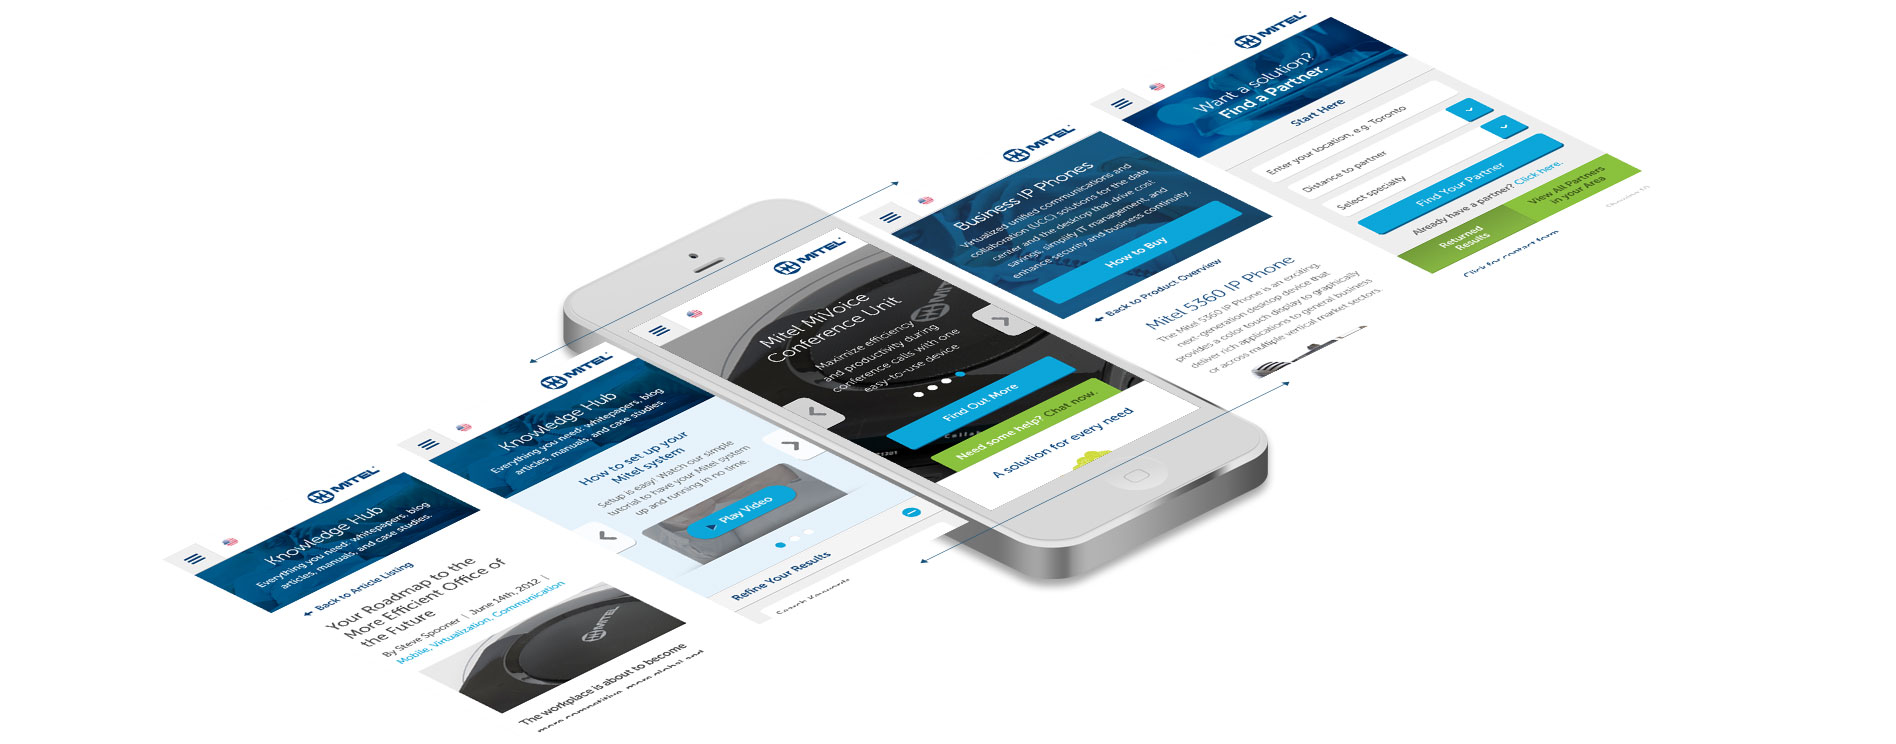 MITEL
Knowledge Hub
Everything you need: whitepapers, blog
articles, manuals, and case studies.
Back to Article Listing
Your Roadmap to the
More Efficient Office of
the Future
By Steve Spooner | June 14th, 2012 |
Mobile, Virtualization, Communication
MITEL
The workplace is about to become
more competitive, more global and
MITEL
Knowledge Hub
Everything you need: whitepapers, blog
articles, manuals, and case studies.
How to set up your
Mitel system
Setup is easy! Watch our simple
tutorial to have your Mitel system
up and running in no time.
Play Video
Refine Your Results
MITEL
Mitel MiVoice
Conference Unit
Maximize efficiency
and productivity during
conference calls with one
easy-to-use device
Find Out More
Need some help? Chat now.
A solution for every need
MITEL
Business IP Phones
Virtualized unified communications and
collaboration (UCC) solutions for the data
center and the desktop that drive cost
savings, simplify IT management, and
enhance security and business continuity.
How to Buy
Back to Product Overview
Mitel 5360 IP Phone
The Mitel 5360 IP Phone is an exciting,
next-generation desktop device that
provides a color touch display to graphically
deliver rich applications to general business
or across multiple vertical market sectors.
MITEL
Want a solution?
Find a Partner.
Start Here
Enter your location, e.g. Toronto
Distance to partner
Select specialty
Find Your Partner
Already have a partner? Click here.
Returned
Results
View All Partners
in your Area
Click for contact form